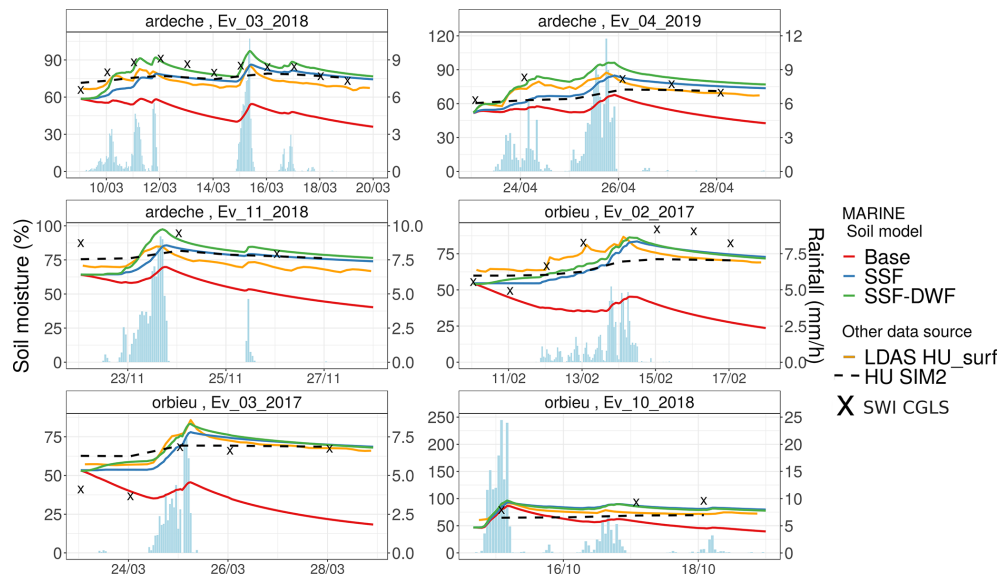 ardeche , Ev_03_2018
90
60
30
0
9
6
3
0
10/03 12/03 14/03 16/03 18/03 20/03
ardeche , Ev_04_2019
120
90
60
30
0
12
9
6
3
0
24/04 26/04 28/04
ardeche , Ev_11_2018
100
75
50
25
0
10.0
7.5
5.0
2.5
0.0
23/11 25/11 27/11
orbieu , Ev_02_2017
75
50
25
0
7.5
5.0
2.5
0.0
11/02 13/02 15/02 17/02
orbieu , Ev_03_2017
75
50
25
0
7.5
5.0
2.5
0.0
24/03 26/03 28/03
orbieu , Ev_10_2018
250
200
150
100
50
0
25
20
15
10
5
0
16/10 18/10
Soil moisture (%)
Rainfall (mm/h)
MARINE
Soil model
Base
SSF
SSF-DWF
Other data source
LDAS HU_surf
HU SIM2
X SWI CGLS